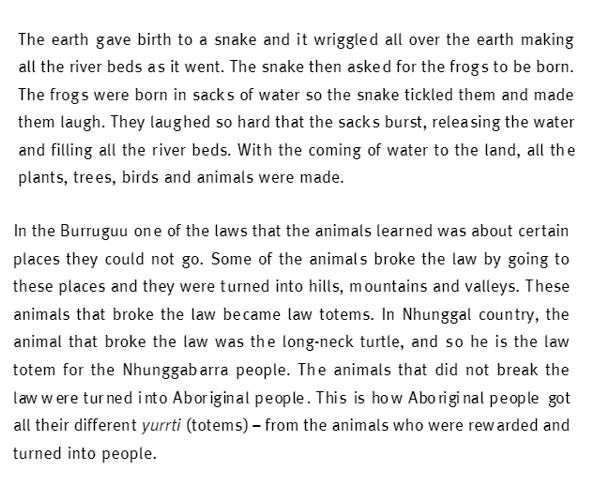 The earth gave birth to a snake and it wriggled all over the earth making
all the river beds as it went. The snake then asked for the frogs to be born.
The frogs were born in sacks of water so the snake tickled them and made
them laugh. They laughed so hard that the sacks burst, releasing the water
and filling all the river beds. With the coming of water to the land, all the
plants, trees, birds and animals were made.
In the Burruguu one of the laws that the animals learned was about certain
places they could not go. Some of the animals broke the law by going to
these places and they were turned into hills, mountains and valleys. These
animals that broke the law became law totems. In Nhunggal country, the
animal that broke the law was the long-neck turtle, and so he is the law
totem for the Nhunggabarra people. The animals that did not break the
law were turned into Aboriginal people. This is how Aboriginal people got
all their different yurrti (totems) – from the animals who were rewarded and
turned into people.